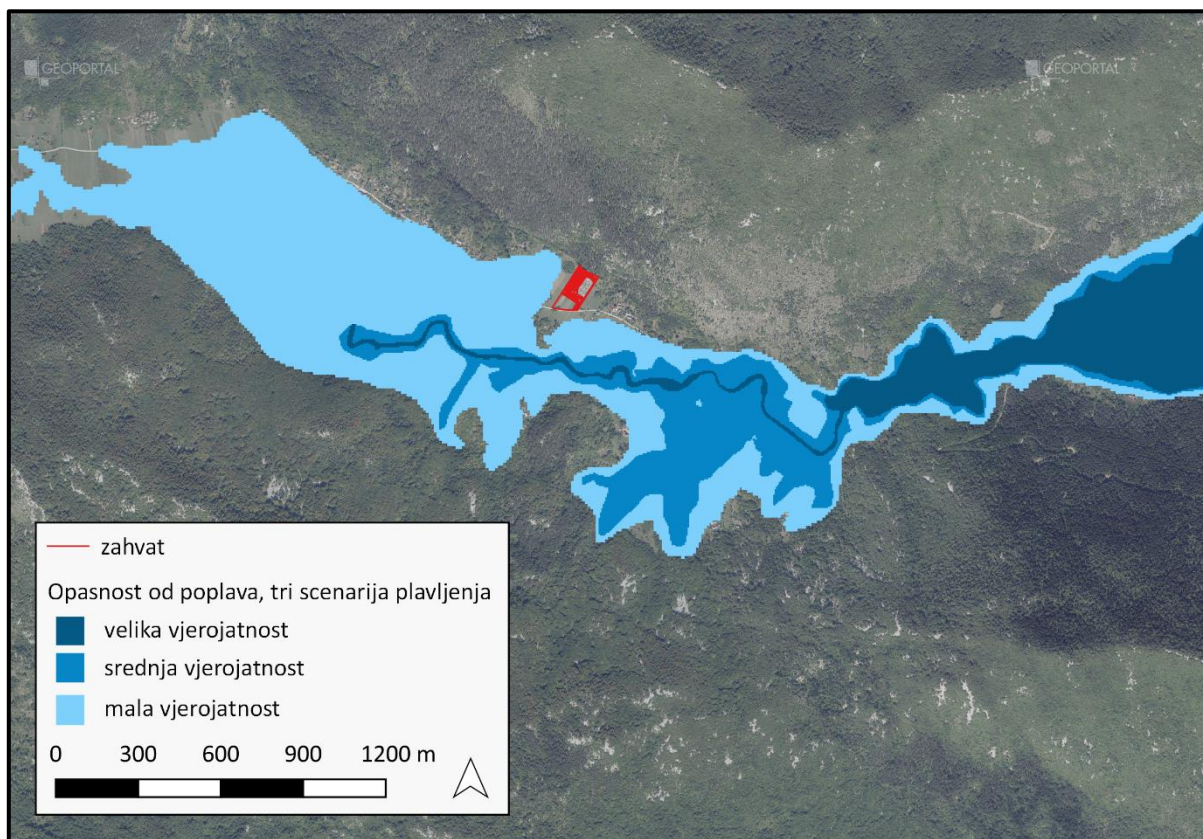 GEOPORTAL
GEOPORTAL
zahvat
Opasnost od poplava, tri scenarija plavljenja
velika vjerojatnost
srednja vjerojatnost
mala vjerojatnost
0 300 600 900 1200 m